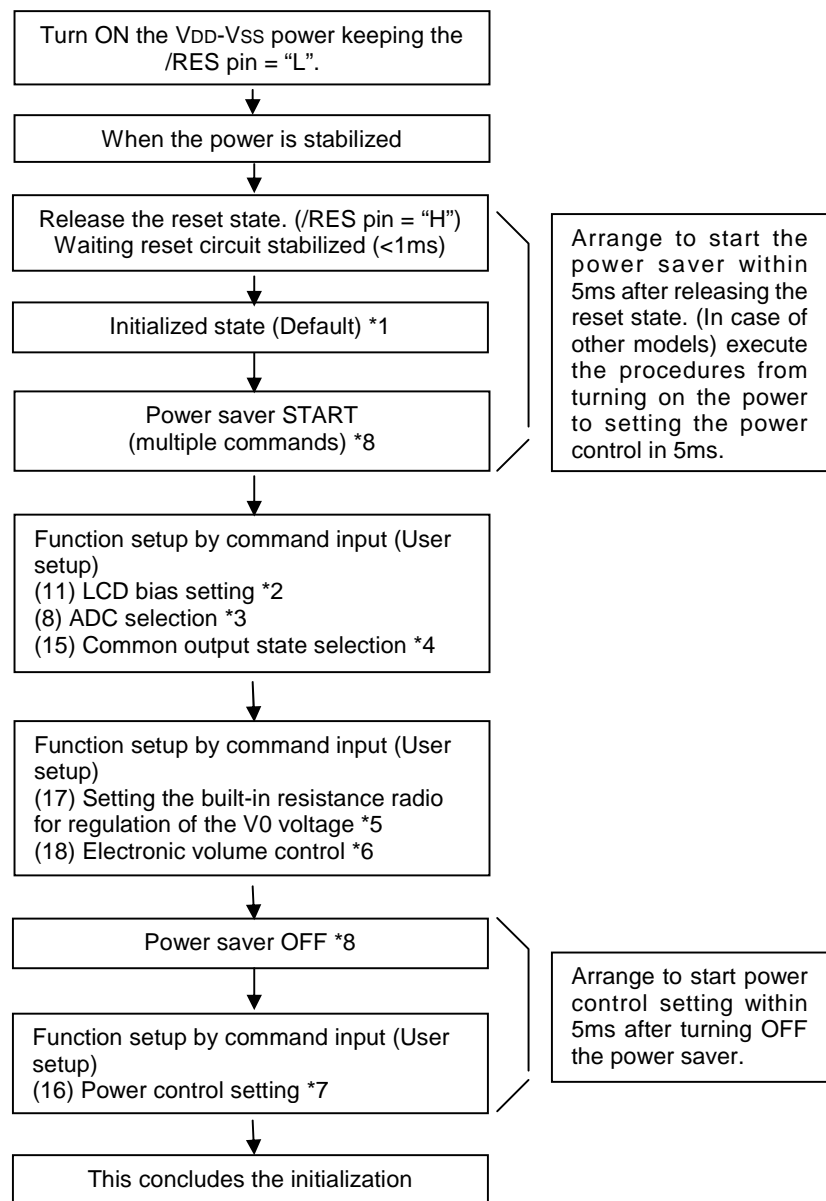 Turn ON the VDD-VSS power keeping the
/RES pin = “L”.
When the power is stabilized
Release the reset state. (/RES pin = “H”)
Waiting reset circuit stabilized (<1ms)
Arrange to start the
power saver within
5ms after releasing the
reset state. (In case of
other models) execute
the procedures from
turning on the power
to setting the power
control in 5ms.
Initialized state (Default) *1
Power saver START
(multiple commands) *8
Function setup by command input (User
setup)
(11) LCD bias setting *2
(8) ADC selection *3
(15) Common output state selection *4
Function setup by command input (User
setup)
(17) Setting the built-in resistance radio
for regulation of the V0 voltage *5
(18) Electronic volume control *6
Power saver OFF *8
Arrange to start power
control setting within
5ms after turning OFF
the power saver.
Function setup by command input (User
setup)
(16) Power control setting *7
This concludes the initialization